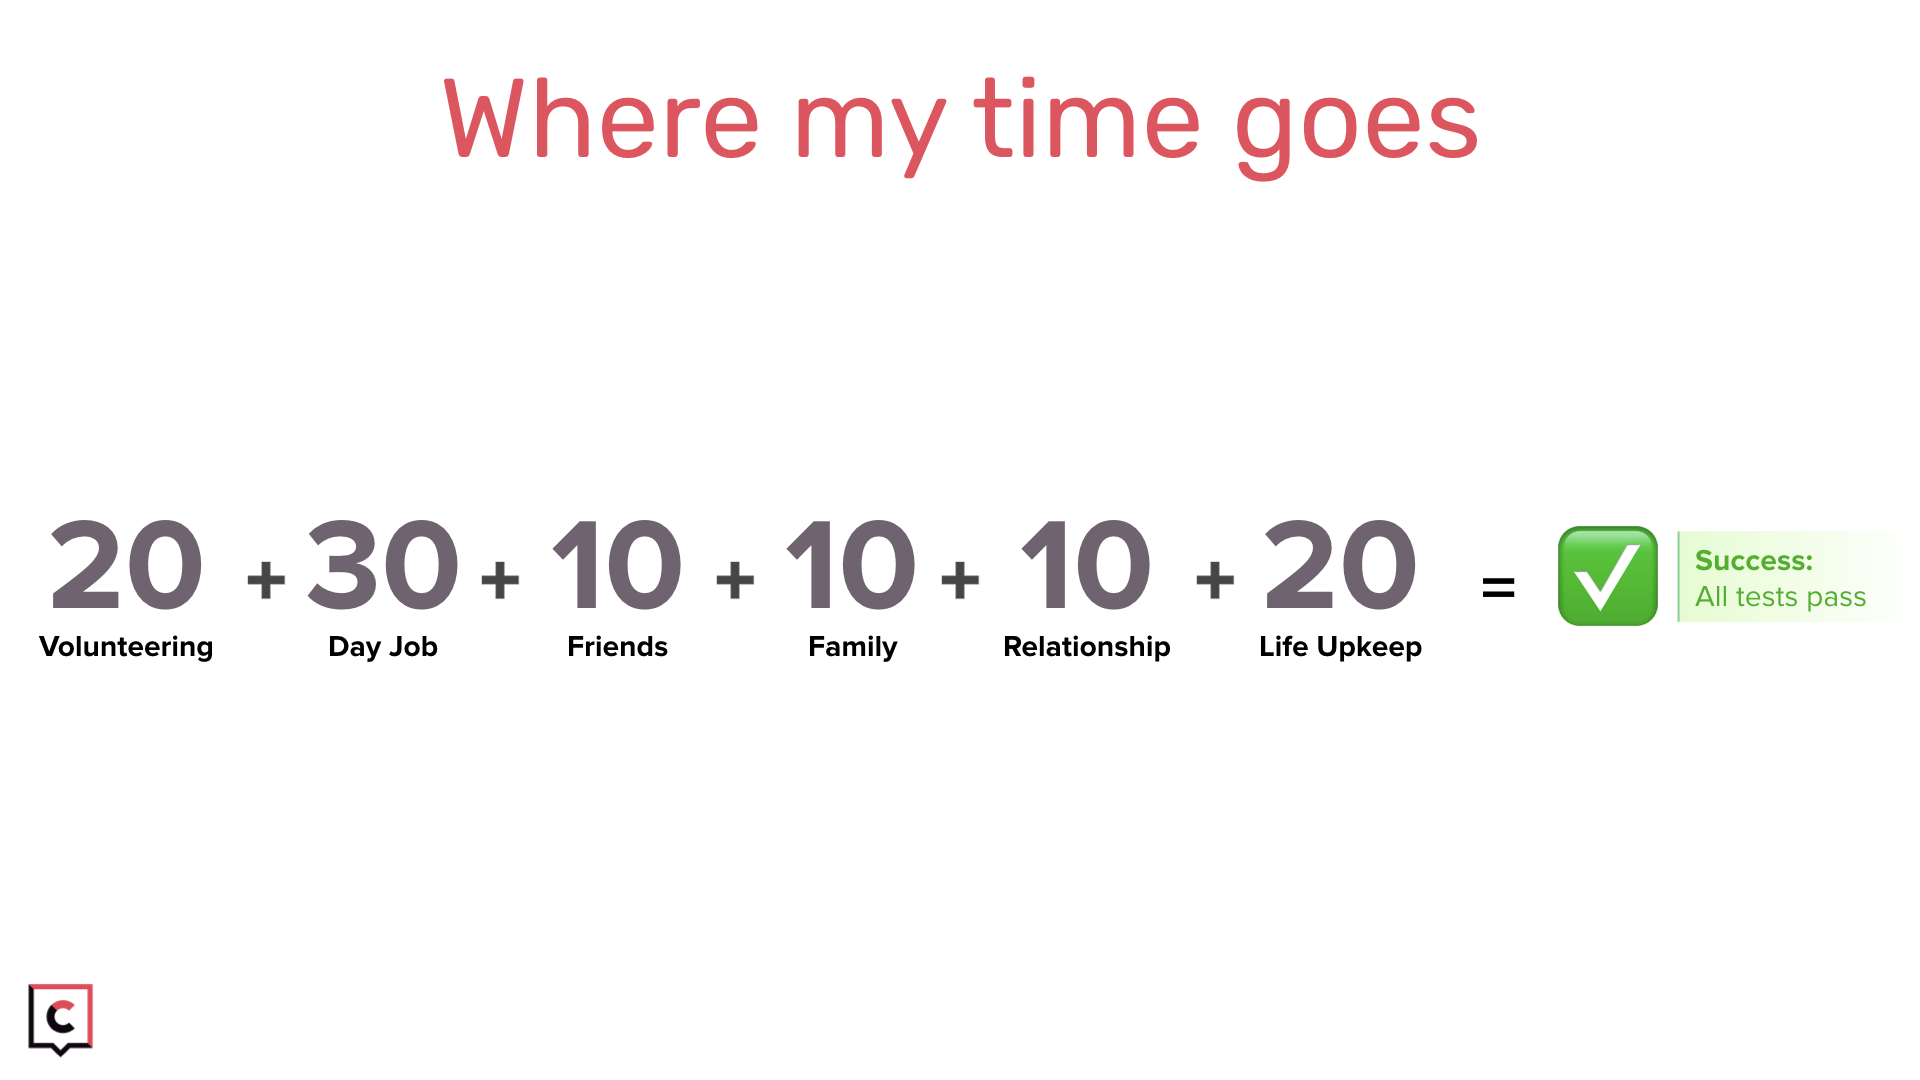 Where my time goes
20 + 30 + 10 + 10 + 10 + 20 = ✅ Success:
All tests pass
Volunteering Day Job Friends Family Relationship Life Upkeep
C